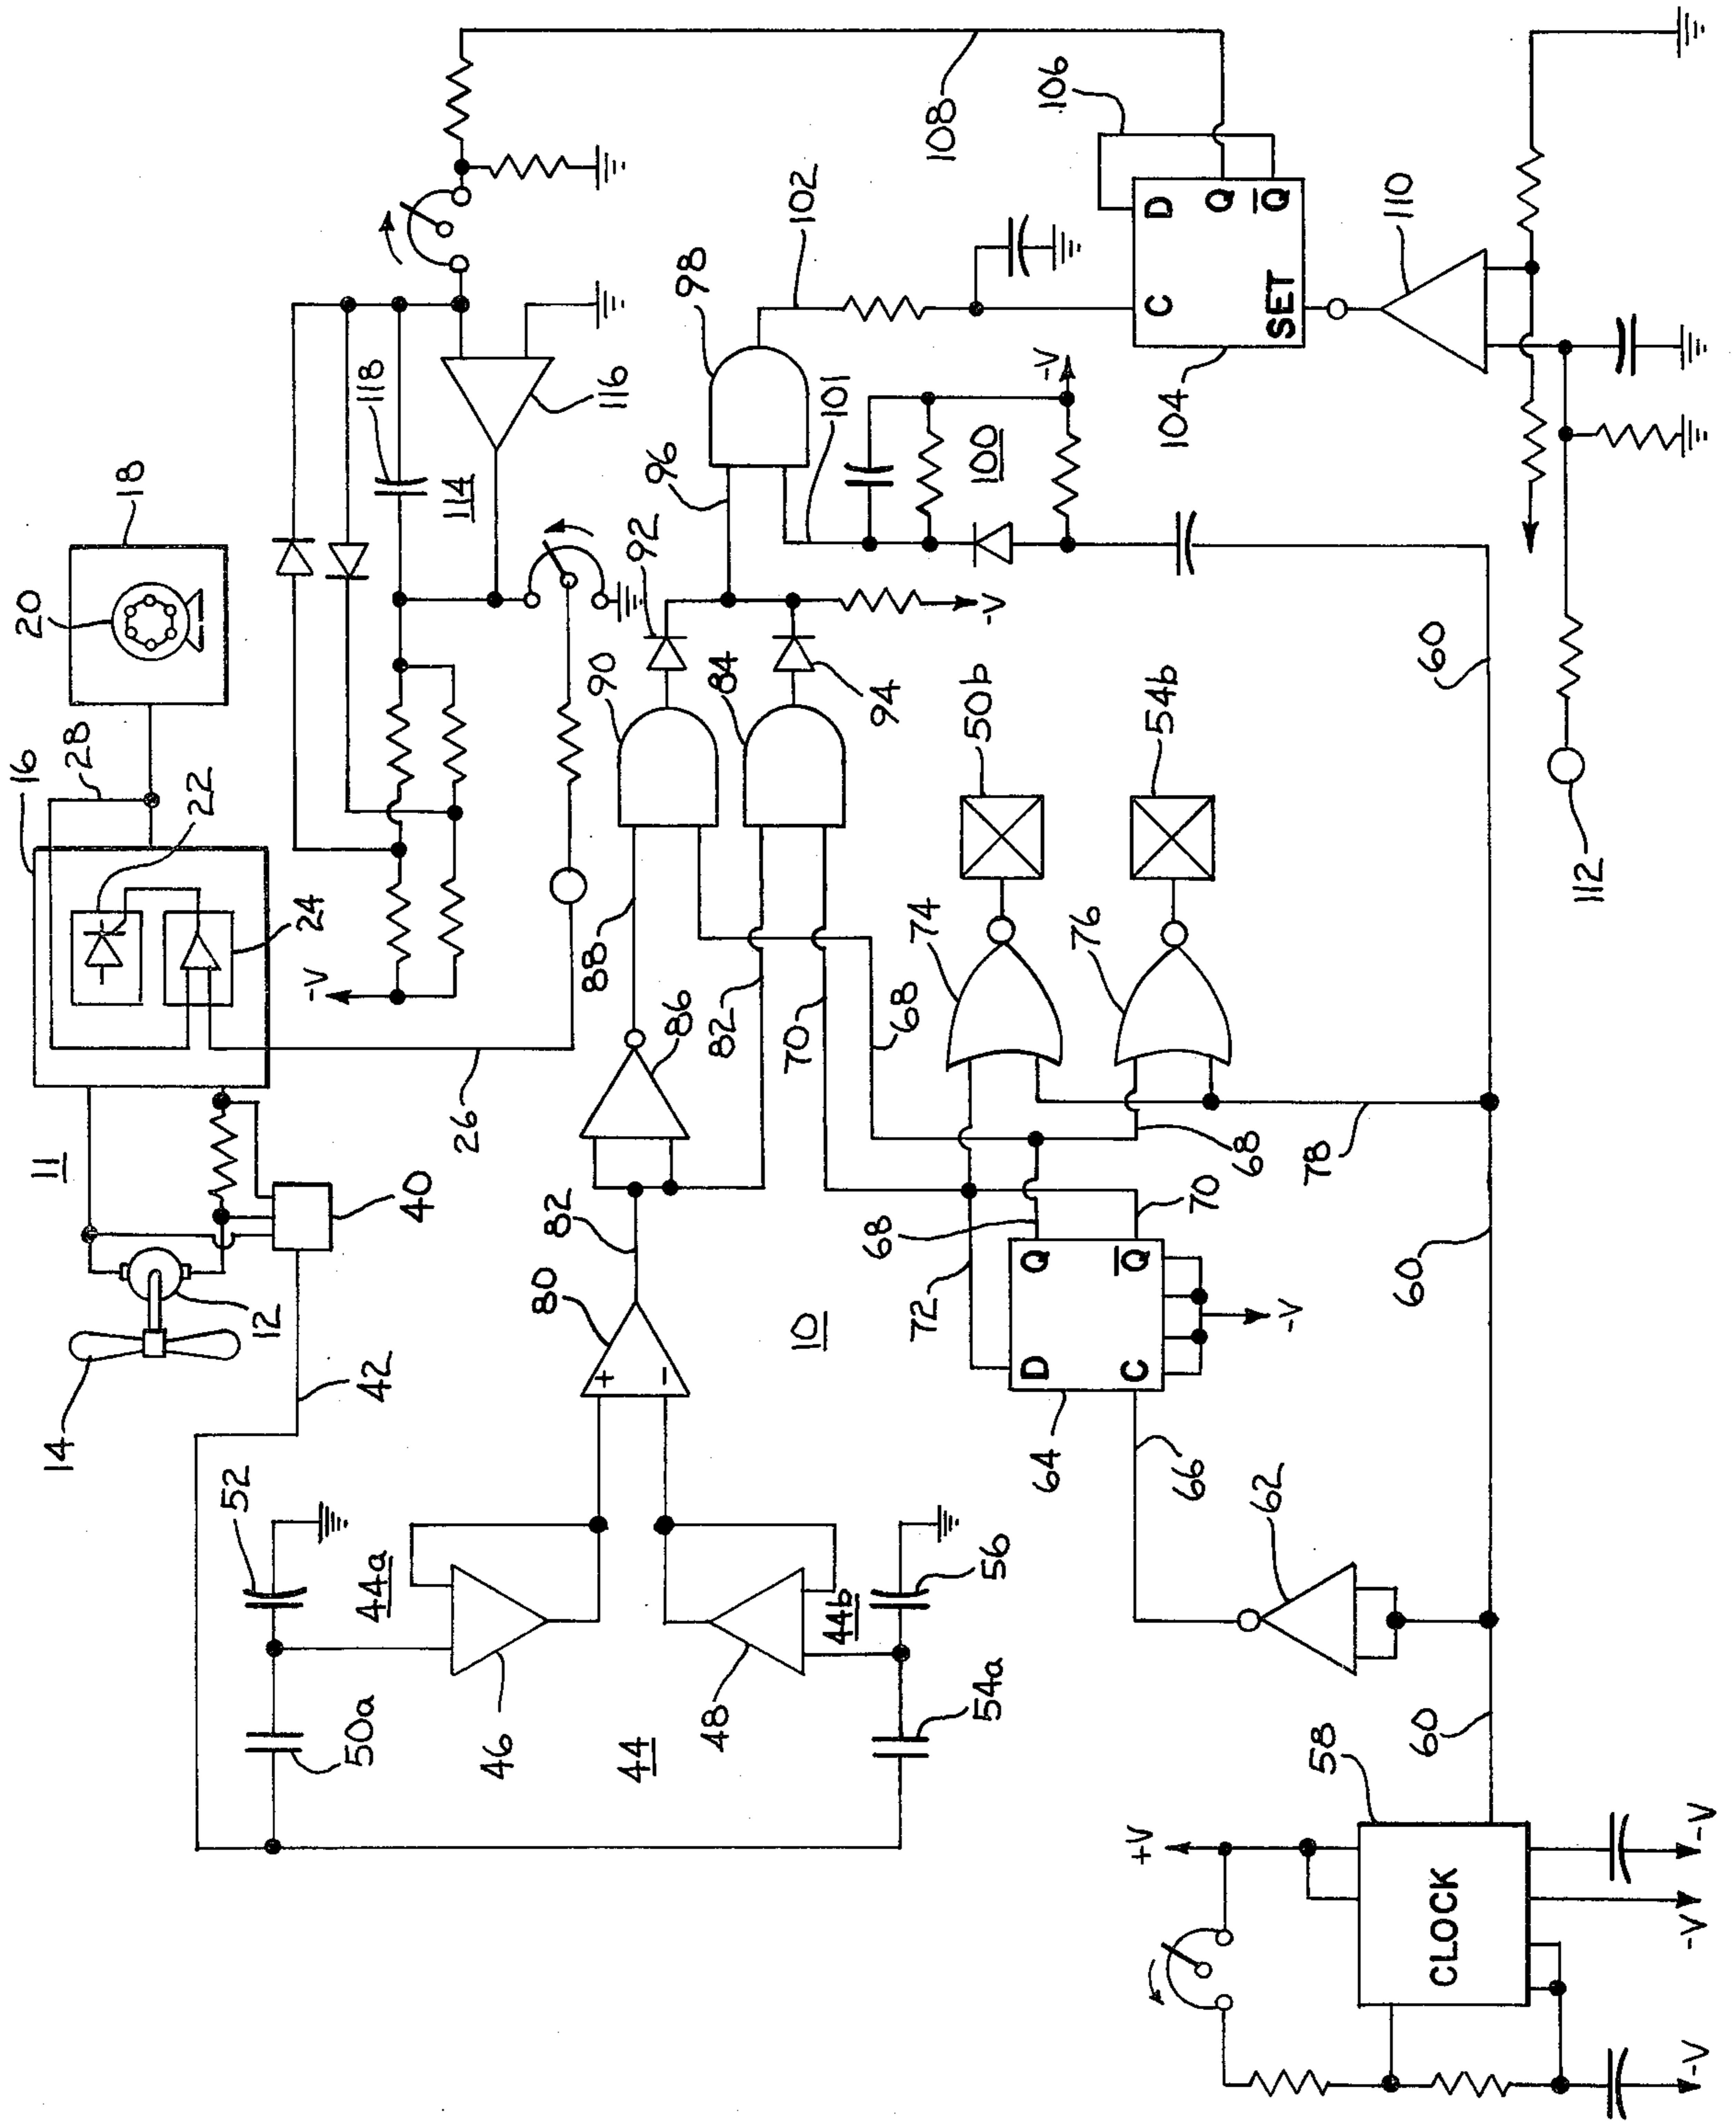 16
20
14
11
28
18
22
52
12
24
-V
50a
42
44a
118
40
26
114
46
80
82
88
90
+
-
116
44
92
96
86
98
48
82
84
10
70
102
44b
101
68
94
68
72
74
108
50b
54a
56
-V
100
64
D Q
-V
106
76
+V
C Q̅
54b
C D
104
66
70
Q
68
62
SET Q̅
-V
78
58
110
60
60
60
CLOCK
112
-V
-V
-V